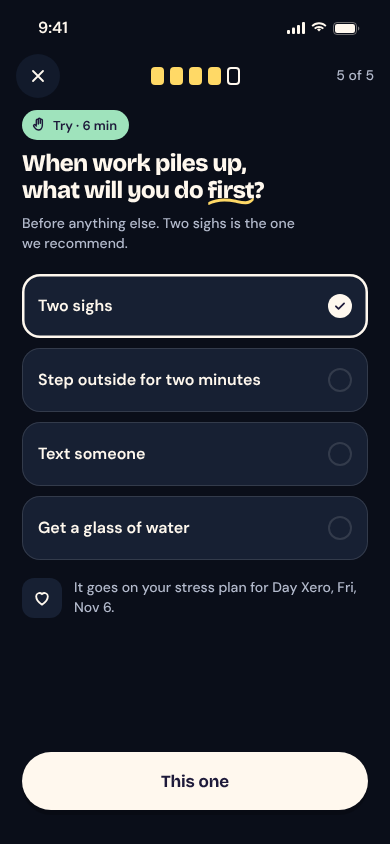 9:41
5 of 5
Try · 6 min
When work piles up,
what will you do first?
Before anything else. Two sighs is the one
we recommend.
Two sighs
Step outside for two minutes
Text someone
Get a glass of water
It goes on your stress plan for Day Xero, Fri,
Nov 6.
This one